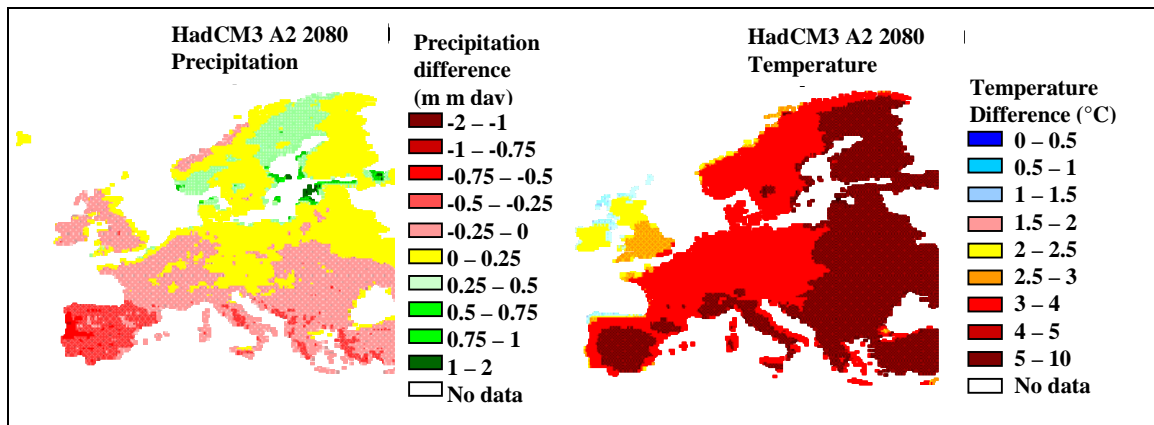 HadCM3 A2 2080
Precipitation
Precipitation
difference
(m m day)
-2 – -1
-1 – -0.75
-0.75 – -0.5
-0.5 – -0.25
-0.25 – 0
0 – 0.25
0.25 – 0.5
0.5 – 0.75
0.75 – 1
1 – 2
No data
HadCM3 A2 2080
Temperature
Temperature
Difference (°C)
0 – 0.5
0.5 – 1
1 – 1.5
1.5 – 2
2 – 2.5
2.5 – 3
3 – 4
4 – 5
5 – 10
No data